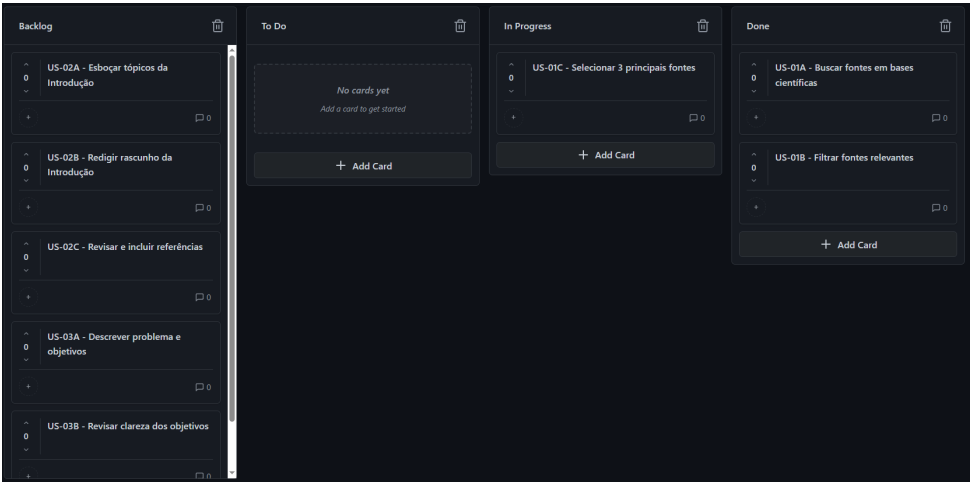 Backlog
0
US-02A - Esboçar tópicos da
Introdução
+
0
0
US-02B - Redigir rascunho da
Introdução
+
0
0
US-02C - Revisar e incluir referências
+
0
0
US-03A - Descrever problema e
objetivos
+
0
0
US-03B - Revisar clareza dos objetivos
+
0
To Do
No cards yet
Add a card to get started
+ Add Card
In Progress
0
US-01C - Selecionar 3 principais fontes
+
0
+ Add Card
Done
0
US-01A - Buscar fontes em bases
científicas
+
0
0
US-01B - Filtrar fontes relevantes
+
0
+ Add Card